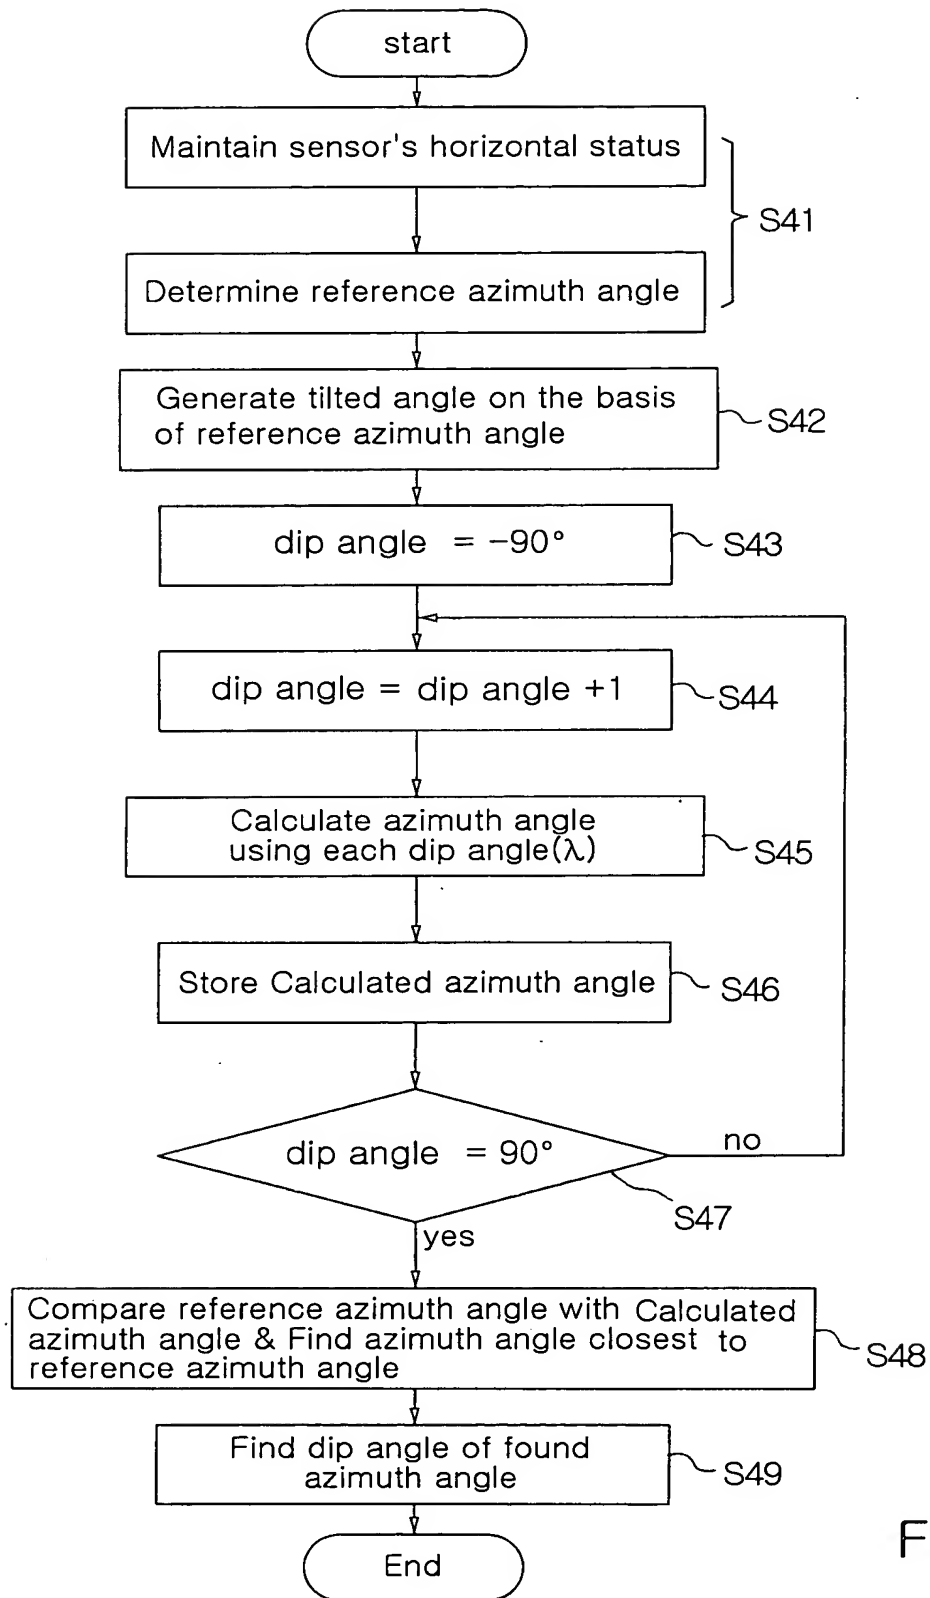 start
Maintain sensor's horizontal status
S41
Determine reference azimuth angle
Generate tilted angle on the basis
of reference azimuth angle
S42
dip angle = -90°
S43
dip angle = dip angle +1
S44
Calculate azimuth angle
using each dip angle(λ)
S45
Store Calculated azimuth angle
S46
dip angle = 90°
no
S47
yes
Compare reference azimuth angle with Calculated
azimuth angle & Find azimuth angle closest to
reference azimuth angle
S48
Find dip angle of found
azimuth angle
S49
End
F